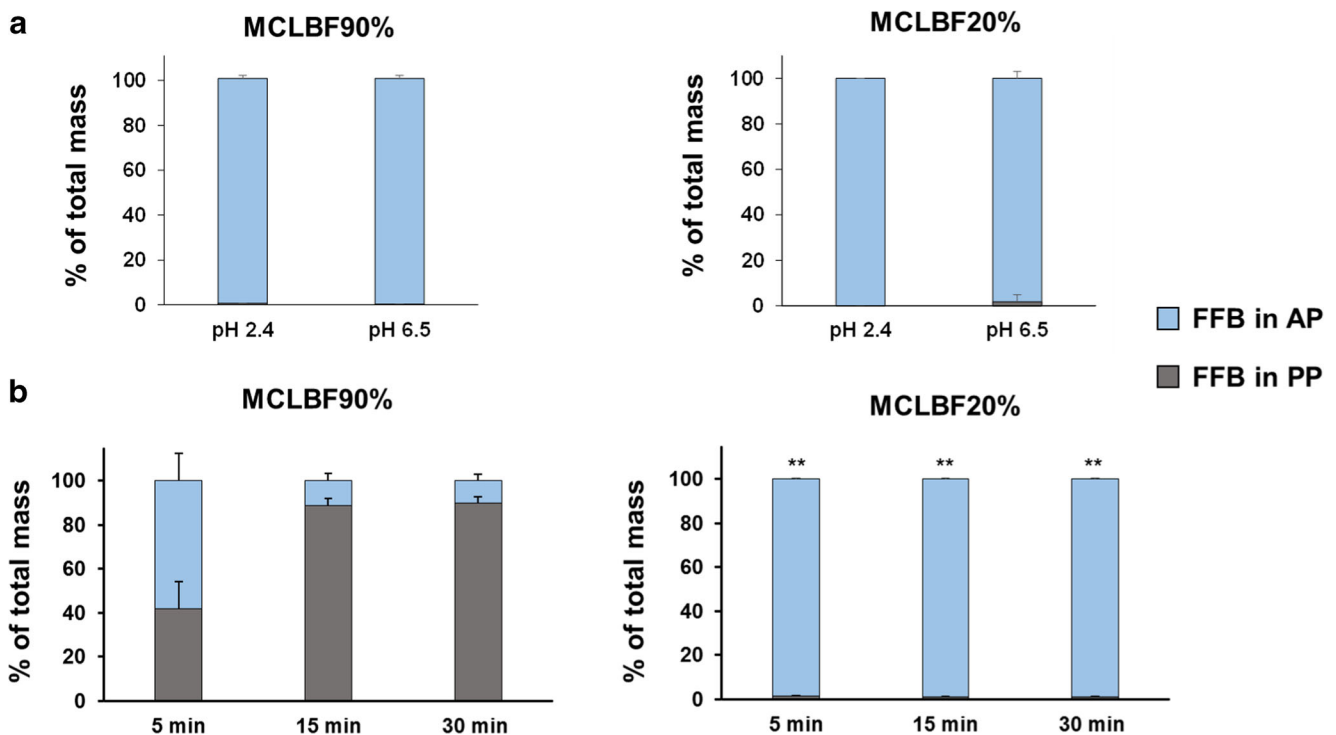 a
MCLBF90%
% of total mass
100
80
60
40
20
0
pH 2.4
pH 6.5
MCLBF20%
% of total mass
100
80
60
40
20
0
pH 2.4
pH 6.5
FFB in AP
FFB in PP
b
MCLBF90%
% of total mass
100
80
60
40
20
0
5 min
15 min
30 min
MCLBF20%
% of total mass
100
80
60
40
20
0
**
**
**
5 min
15 min
30 min